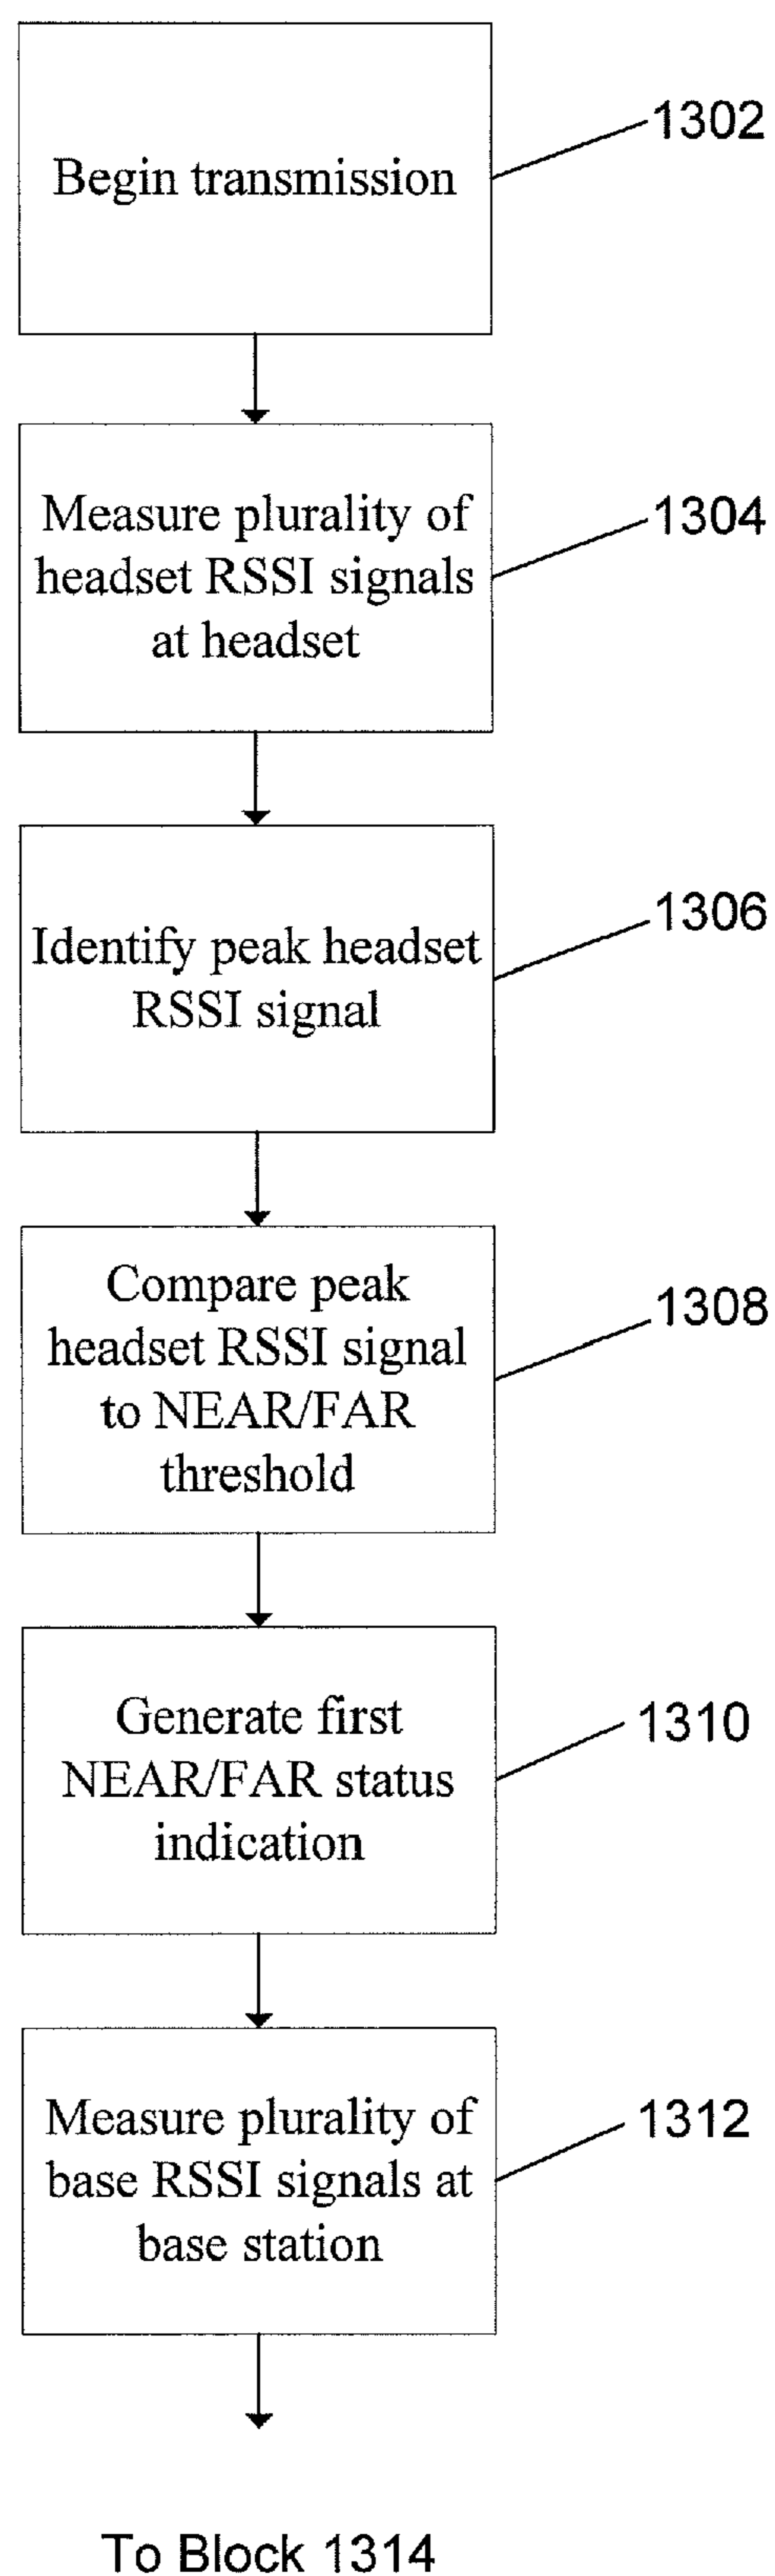 Begin transmission
1302
Measure plurality of
headset RSSI signals
at headset
1304
Identify peak headset
RSSI signal
1306
Compare peak
headset RSSI signal
to NEAR/FAR
threshold
1308
Generate first
NEAR/FAR status
indication
1310
Measure plurality of
base RSSI signals at
base station
1312
To Block 1314